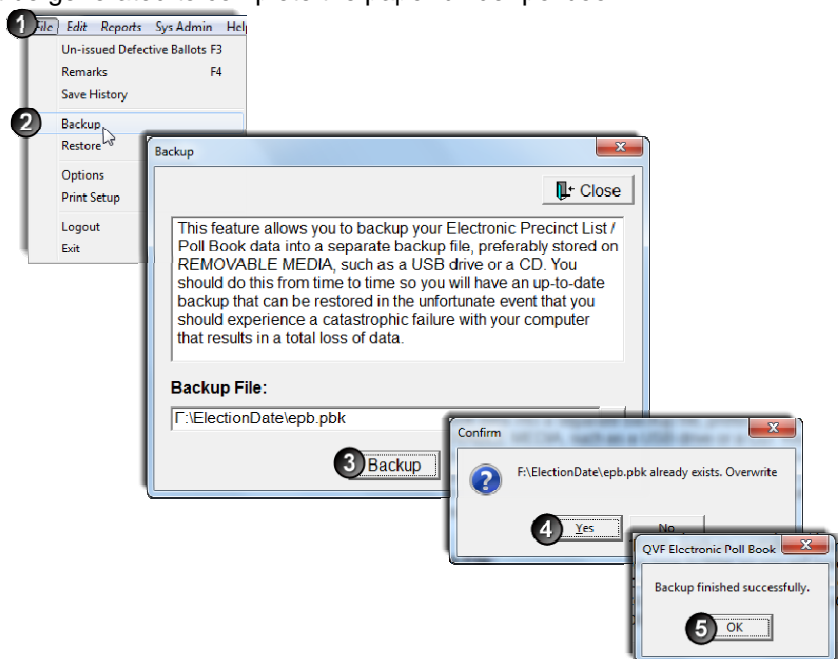 1
File Edit Reports Sys Admin Help
Un-issued Defective Ballots F3
Remarks F4
Save History
2
Backup
Restore
Options
Print Setup
Logout
Exit
Backup
Close
This feature allows you to backup your Electronic Precinct List /
Poll Book data into a separate backup file, preferably stored on
REMOVABLE MEDIA, such as a USB drive or a CD. You
should do this from time to time so you will have an up-to-date
backup that can be restored in the unfortunate event that you
should experience a catastrophic failure with your computer
that results in a total loss of data.
Backup File:
F:\ElectionDate\epb.pbk
3 Backup
Confirm
F:\ElectionDate\epb.pbk already exists. Overwrite
4 Yes No
QVF Electronic Poll Book
Backup finished successfully.
5 OK